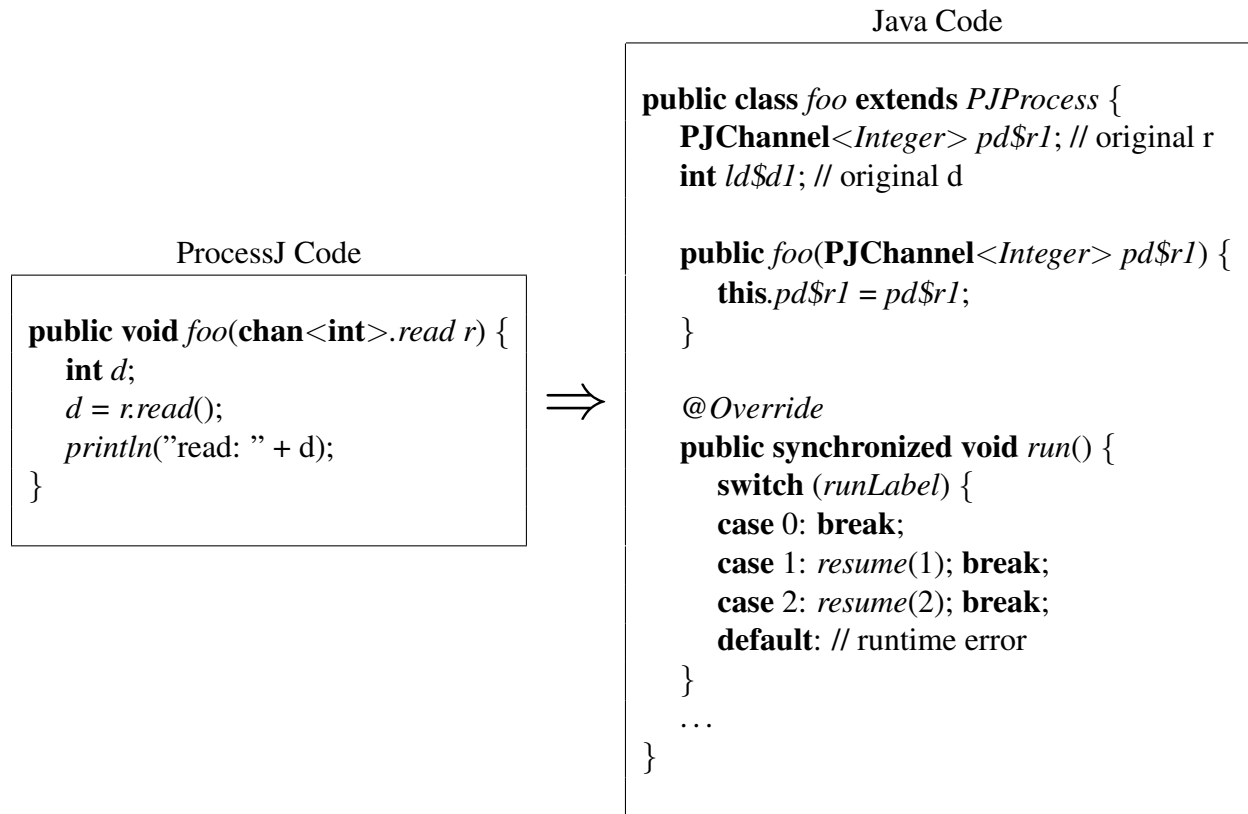 ProcessJ Code
public void foo(chan<int>.read r) {
int d;
d = r.read();
println("read: " + d);
}
⇒
Java Code
public class foo extends PJProcess {
PJChannel<Integer> pd$r1; // original r
int ld$d1; // original d
public foo(PJChannel<Integer> pd$r1) {
this.pd$r1 = pd$r1;
}
@Override
public synchronized void run() {
switch (runLabel) {
case 0: break;
case 1: resume(1); break;
case 2: resume(2); break;
default: // runtime error
}
...
}